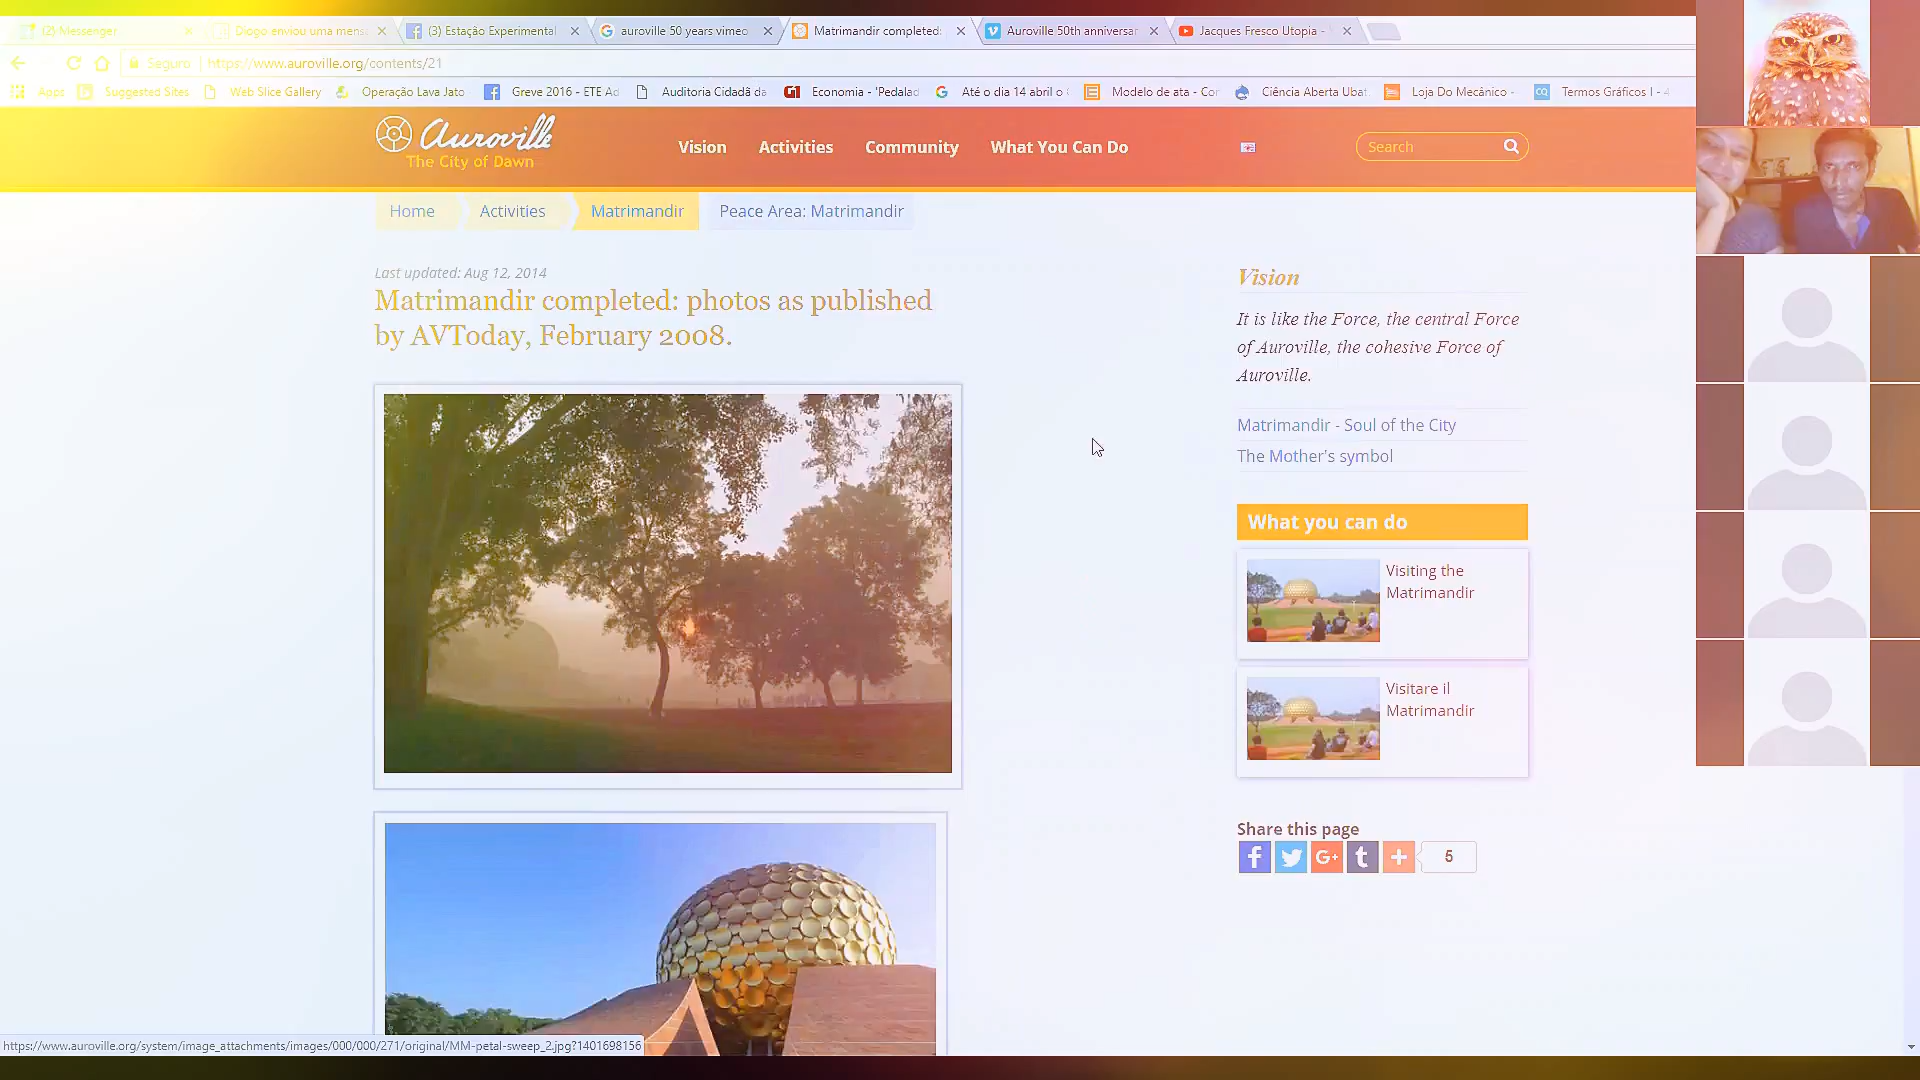 (2) Messenger
Diogo enviou uma mens
(3) Estação Experimental
auroville 50 years vimeo
Matrimandir completed:
Auroville 50th anniversar
Jacques Fresco Utopia -
Seguro
https://www.auroville.org/contents/21
Apps
Suggested Sites
Web Slice Gallery
Operação Lava Jato
Greve 2016 - ETE Ad
Auditoria Cidadã da
G1
Economia - 'Pedalad
Até o dia 14 abril o
Modelo de ata - Cor
Ciência Aberta Ubat
Loja Do Mecânico -
CQ
Termos Gráficos I - 4
Auroville
The City of Dawn
Vision
Activities
Community
What You Can Do
Search
Home
Activities
Matrimandir
Peace Area: Matrimandir
Last updated: Aug 12, 2014
Matrimandir completed: photos as published
by AVToday, February 2008.
Vision
It is like the Force, the central Force
of Auroville, the cohesive Force of
Auroville.
Matrimandir - Soul of the City
The Mother's symbol
What you can do
Visiting the
Matrimandir
Visitare il
Matrimandir
Share this page
5
https://www.auroville.org/system/image_attachments/images/000/000/271/original/MM-petal-sweep_2.jpg?1401698156